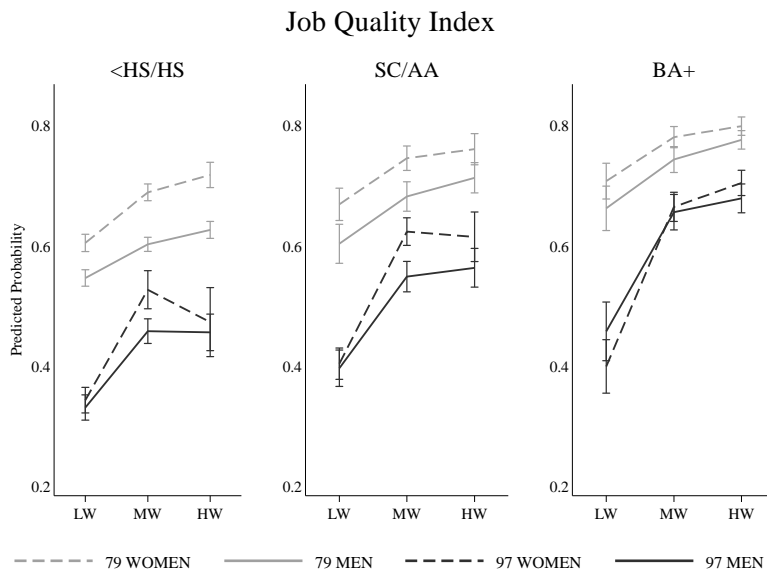 Job Quality Index
<HS/HS
SC/AA
BA+
Predicted Probability
0.8
0.6
0.4
0.2
LW MW HW
0.8
0.6
0.4
0.2
LW MW HW
0.8
0.6
0.4
0.2
LW MW HW
79 WOMEN 79 MEN 97 WOMEN 97 MEN